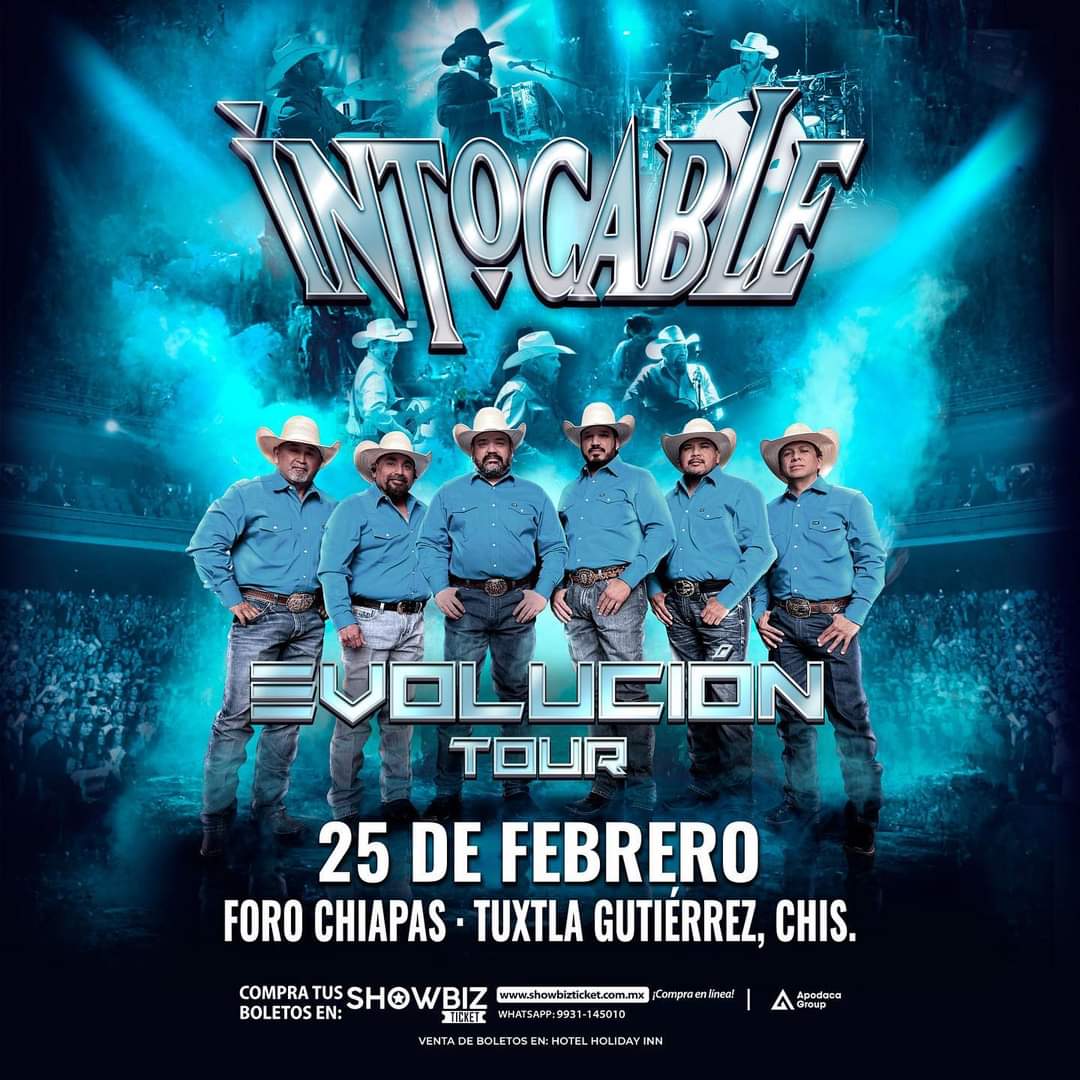 INTOCABLE
EVOLUCIÓN
TOUR
25 DE FEBRERO
FORO CHIAPAS · TUXTLA GUTIÉRREZ, CHIS.
COMPRA TUS
BOLETOS EN:
SHOWBIZ
TICKET
www.showbizticket.com.mx ¡Compra en línea!
WHATSAPP: 9931-145010
Apodaca
Group
VENTA DE BOLETOS EN: HOTEL HOLIDAY INN